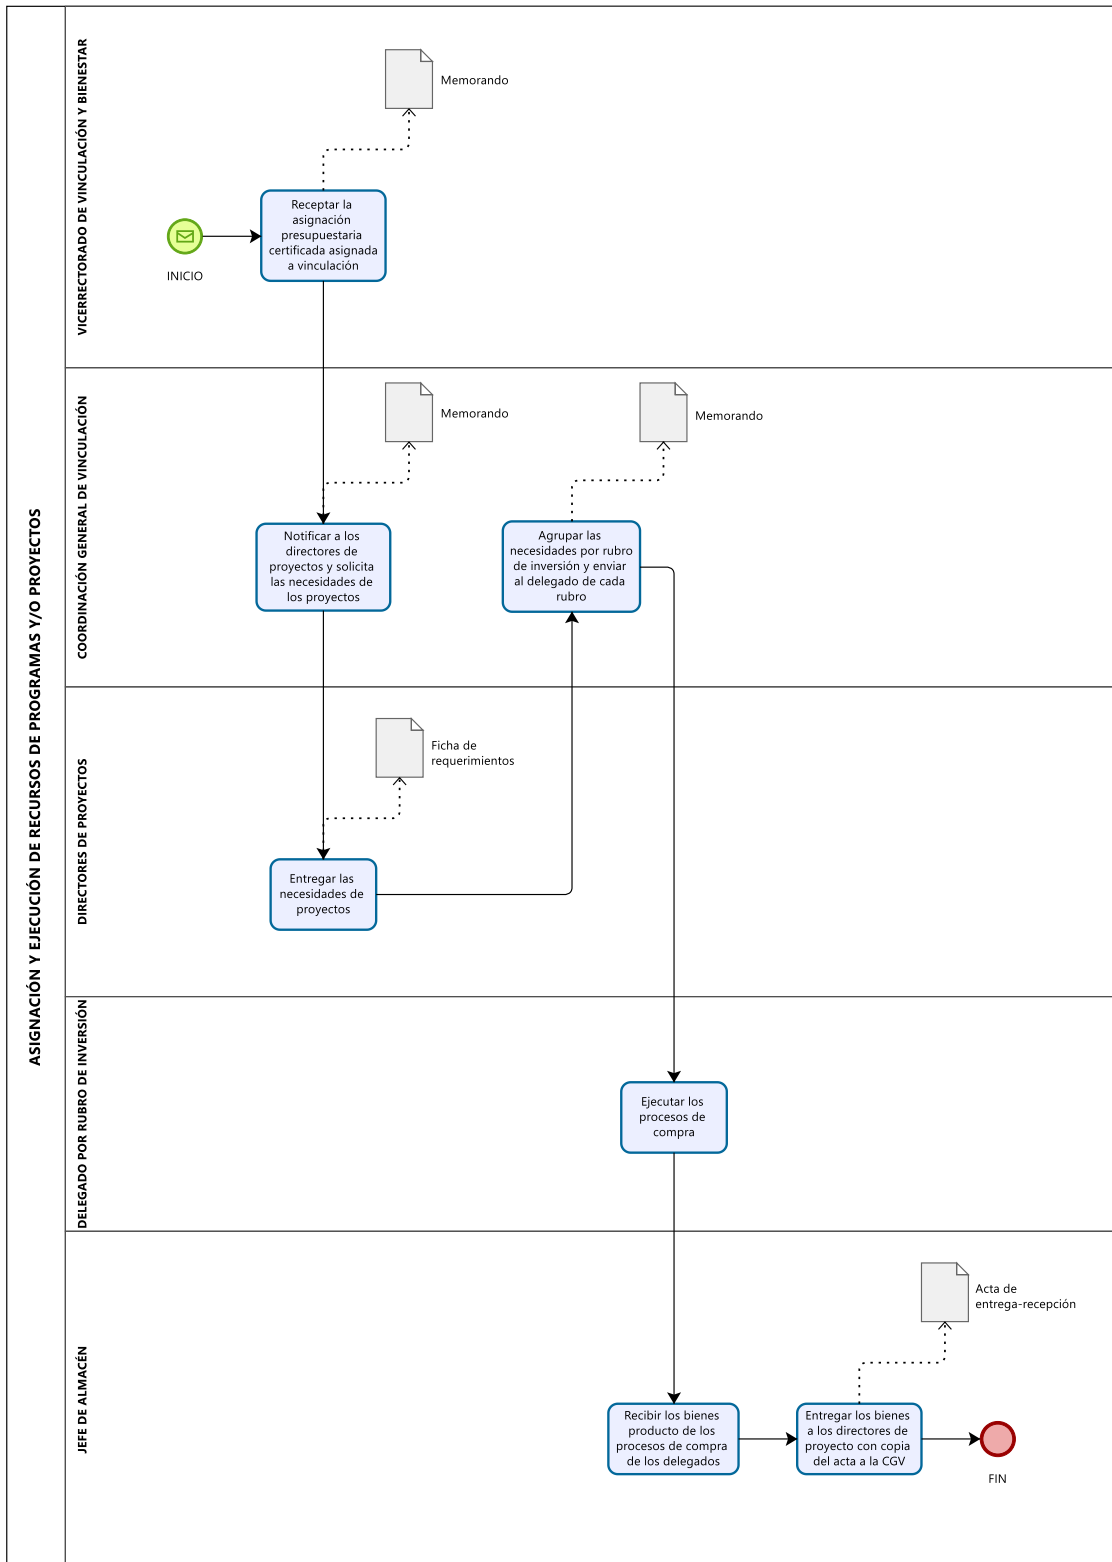 ASIGNACIÓN Y EJECUCIÓN DE RECURSOS DE PROGRAMAS Y/O PROYECTOS
VICERRECTORADO DE VINCULACIÓN Y BIENESTAR
Memorando
Receptar la
asignación
presupuestaria
certificada asignada
a vinculación
INICIO
COORDINACIÓN GENERAL DE VINCULACIÓN
Memorando
Memorando
Notificar a los
directores de
proyectos y solicita
las necesidades de
los proyectos
Agrupar las
necesidades por rubro
de inversión y enviar
al delegado de cada
rubro
DIRECTORES DE PROYECTOS
Ficha de
requerimientos
Entregar las
necesidades de
proyectos
DELEGADO POR RUBRO DE INVERSIÓN
Ejecutar los
procesos de
compra
JEFE DE ALMACÉN
Acta de
entrega-recepción
Recibir los bienes
producto de los
procesos de compra
de los delegados
Entregar los bienes
a los directores de
proyecto con copia
del acta a la CGV
FIN